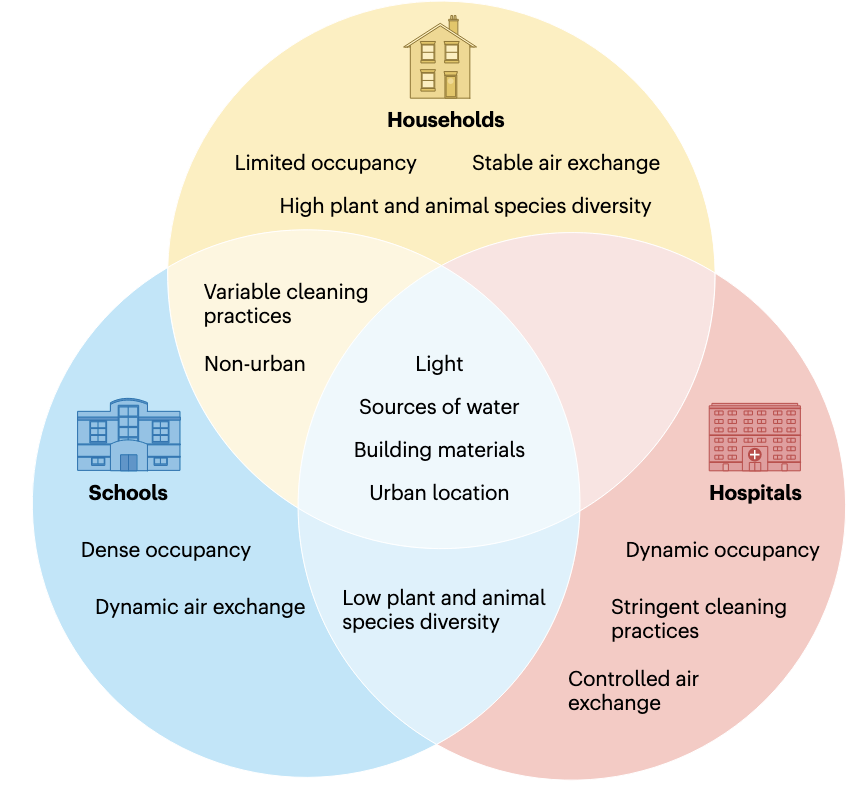 Households
Limited occupancy
Stable air exchange
High plant and animal species diversity
Variable cleaning
practices
Non-urban
Light
Sources of water
Building materials
Urban location
Schools
Dense occupancy
Dynamic air exchange
Low plant and animal
species diversity
Hospitals
Dynamic occupancy
Stringent cleaning
practices
Controlled air
exchange